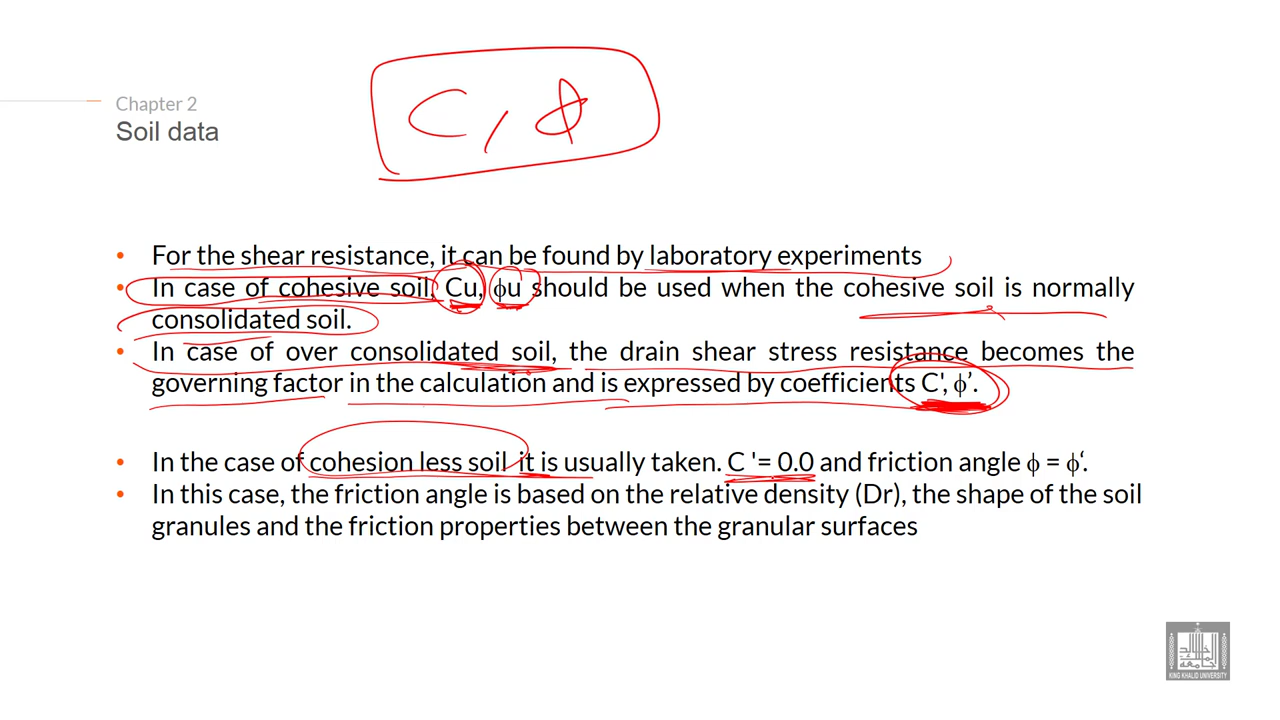 C, ϕ
Chapter 2
Soil data
• For the shear resistance, it can be found by laboratory experiments
• In case of cohesive soil, Cu, ϕu should be used when the cohesive soil is normally
consolidated soil.
• In case of over consolidated soil, the drain shear stress resistance becomes the
governing factor in the calculation and is expressed by coefficients C', ϕ’.
• In the case of cohesion less soil it is usually taken. C '= 0.0 and friction angle ϕ = ϕ‘.
• In this case, the friction angle is based on the relative density (Dr), the shape of the soil
granules and the friction properties between the granular surfaces
KING KHALID UNIVERSITY